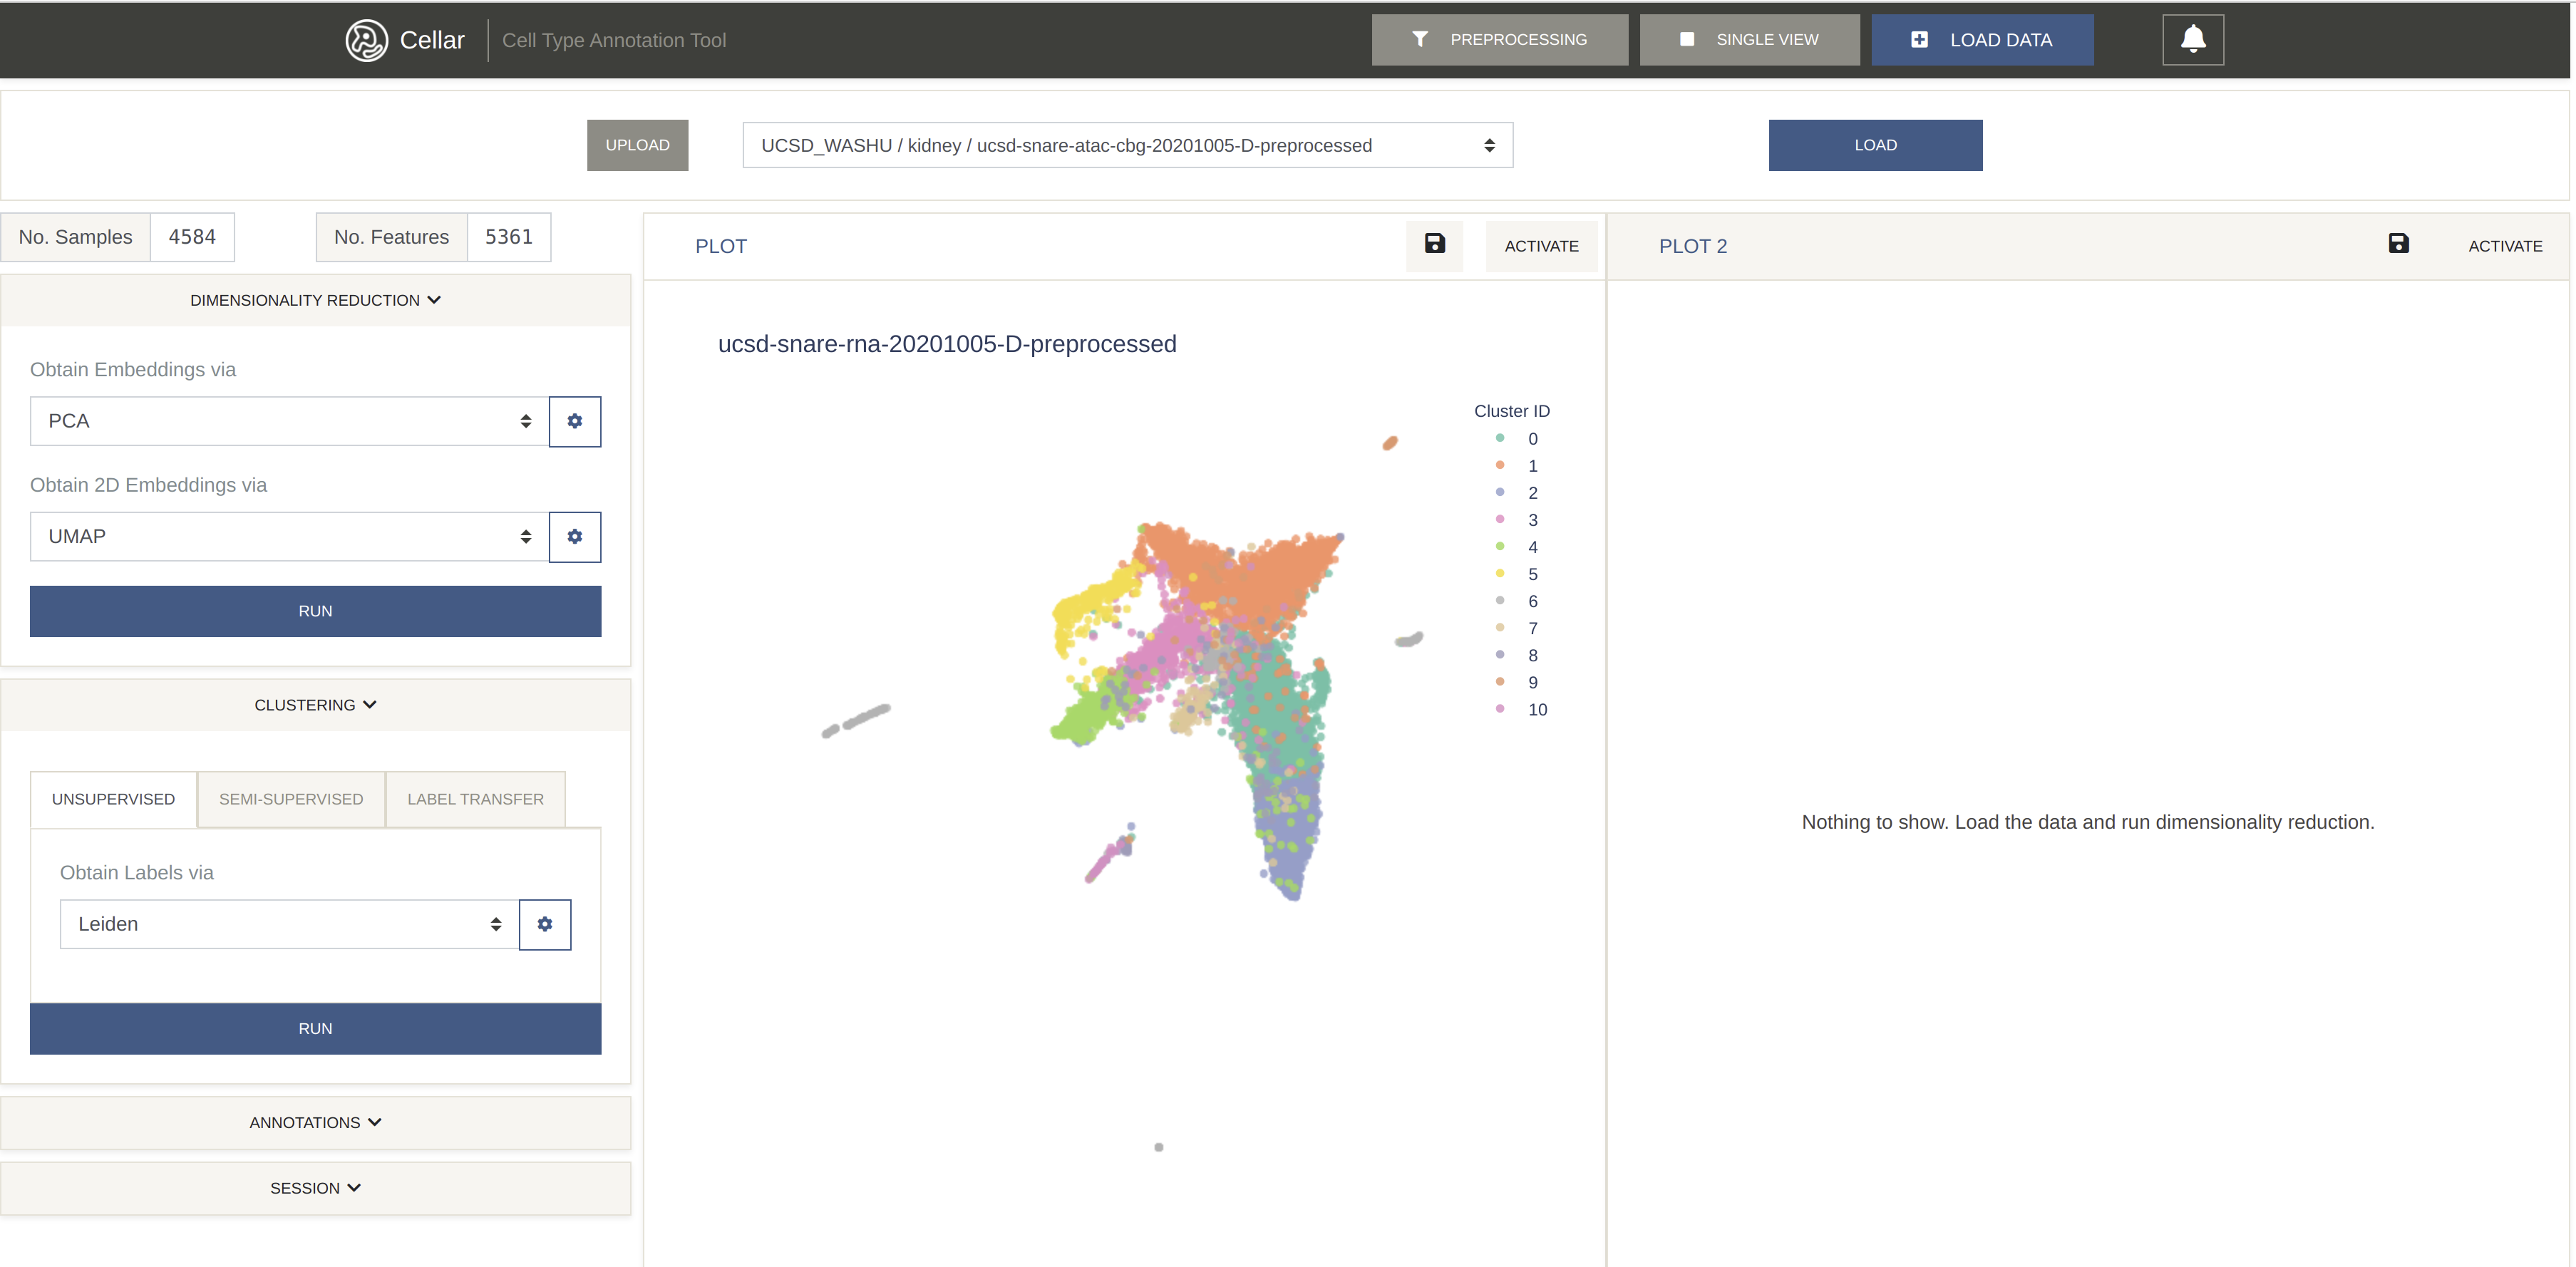 Cellar
Cell Type Annotation Tool
PREPROCESSING
SINGLE VIEW
LOAD DATA
UPLOAD
UCSD_WASHU / kidney / ucsd-snare-atac-cbg-20201005-D-preprocessed
LOAD
No. Samples 4584
No. Features 5361
DIMENSIONALITY REDUCTION
Obtain Embeddings via
PCA
Obtain 2D Embeddings via
UMAP
RUN
CLUSTERING
UNSUPERVISED
SEMI-SUPERVISED
LABEL TRANSFER
Obtain Labels via
Leiden
RUN
ANNOTATIONS
SESSION
PLOT
ACTIVATE
ucsd-snare-rna-20201005-D-preprocessed
Cluster ID
0
1
2
3
4
5
6
7
8
9
10
PLOT 2
ACTIVATE
Nothing to show. Load the data and run dimensionality reduction.